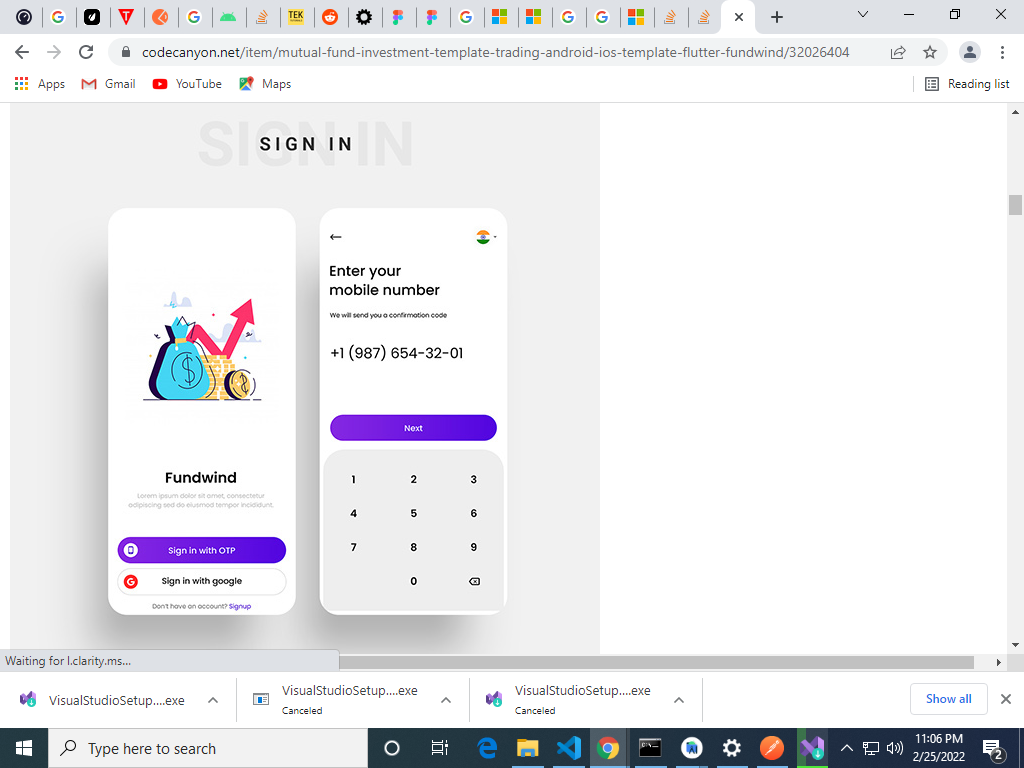 TEK
codecanyon.net/item/mutual-fund-investment-template-trading-android-ios-template-flutter-fundwind/32026404
Apps
Gmail
YouTube
Maps
Reading list
SIGN IN
SIGN IN
Enter your
mobile number
We will send you a confirmation code
+1 (987) 654-32-01
Next
1 2 3
4 5 6
7 8 9
0
Fundwind
Lorem ipsum dolor sit amet, consectetur
adipiscing sed do eiusmod tempor incididunt.
Sign in with OTP
G Sign in with google
Don't have an account? Signup
Waiting for l.clarity.ms...
VisualStudioSetup....exe
VisualStudioSetup....exe
Canceled
VisualStudioSetup....exe
Canceled
Show all
Type here to search
11:06 PM
2/25/2022
2